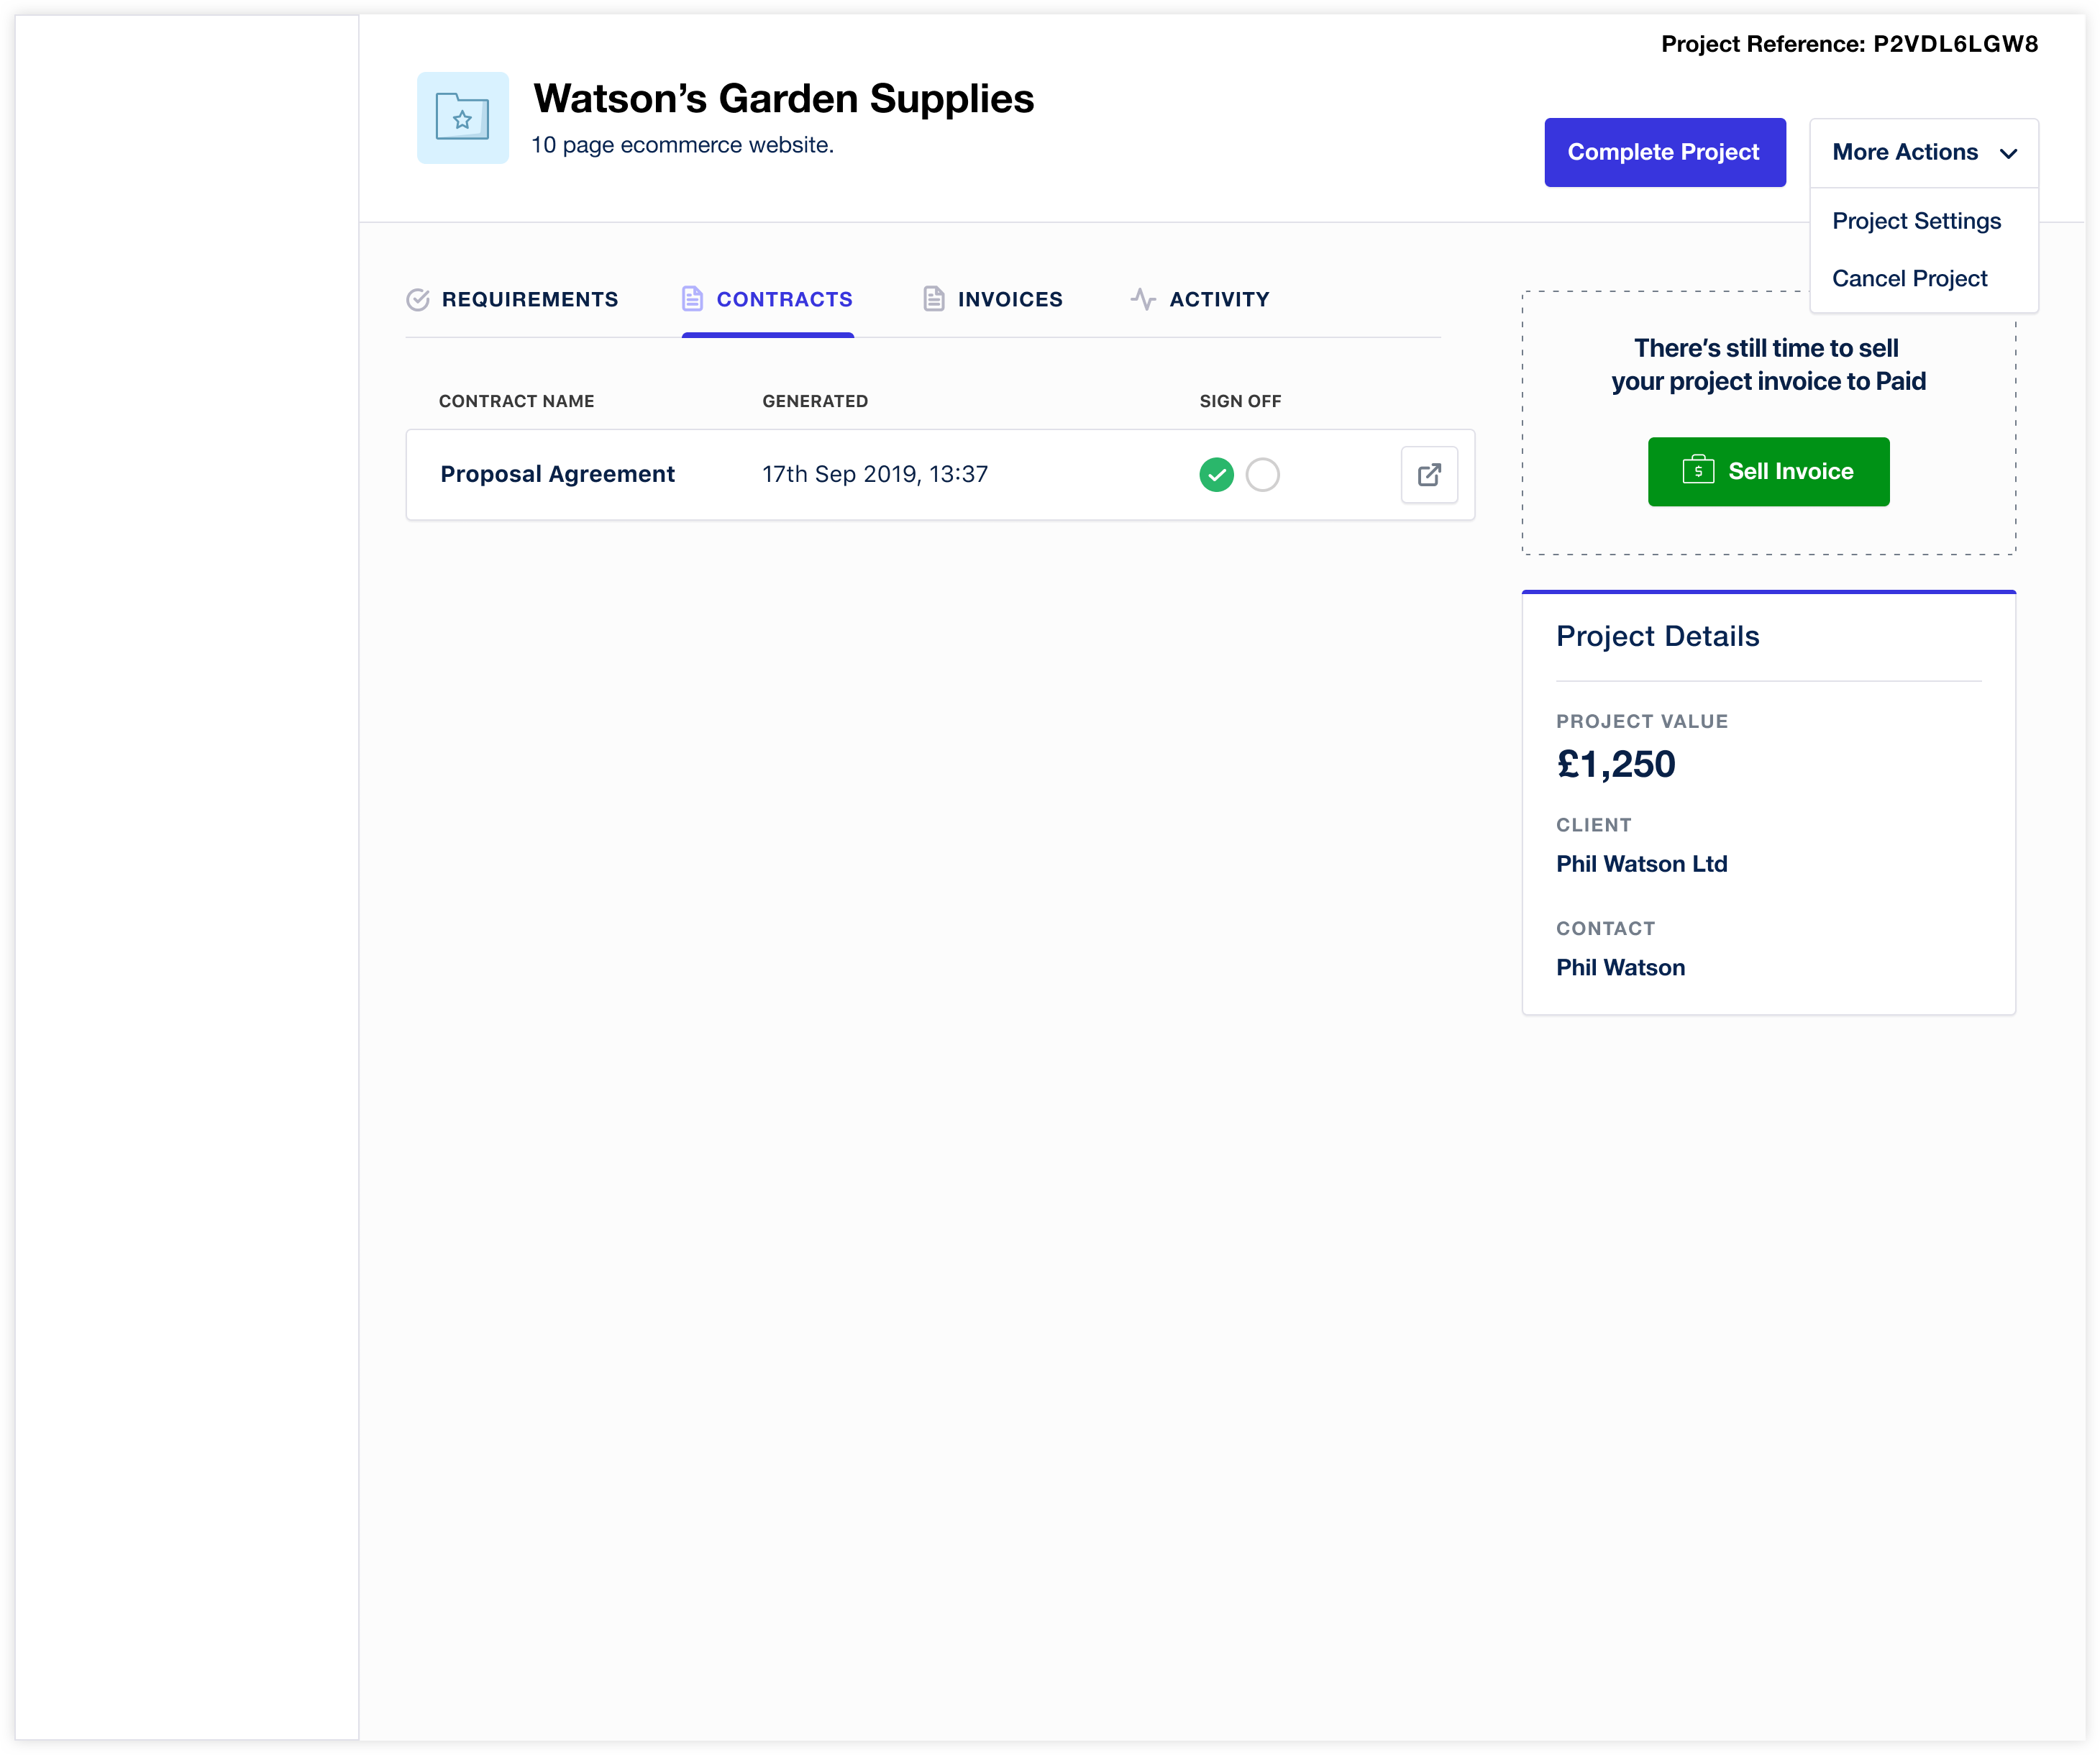 Project Reference: P2VDL6LGW8
Watson’s Garden Supplies
10 page ecommerce website.
Complete Project
More Actions
Project Settings
Cancel Project
REQUIREMENTS
CONTRACTS
INVOICES
ACTIVITY
CONTRACT NAME
GENERATED
SIGN OFF
Proposal Agreement
17th Sep 2019, 13:37
There’s still time to sell
your project invoice to Paid
$
Sell Invoice
Project Details
PROJECT VALUE
£1,250
CLIENT
Phil Watson Ltd
CONTACT
Phil Watson